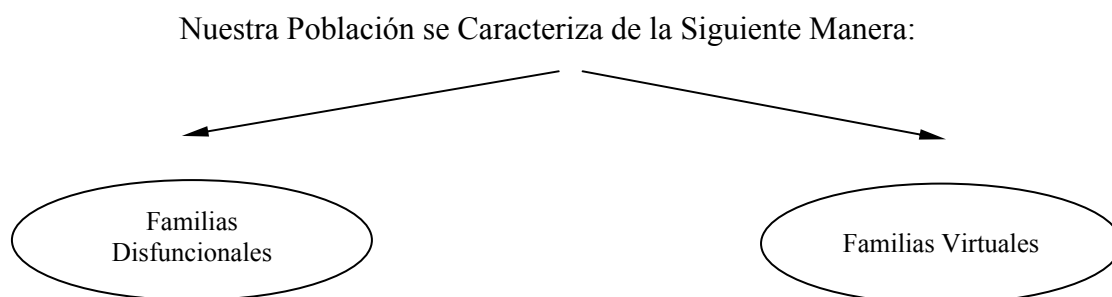 Nuestra Población se Caracteriza de la Siguiente Manera:
Familias
Disfuncionales
Familias Virtuales